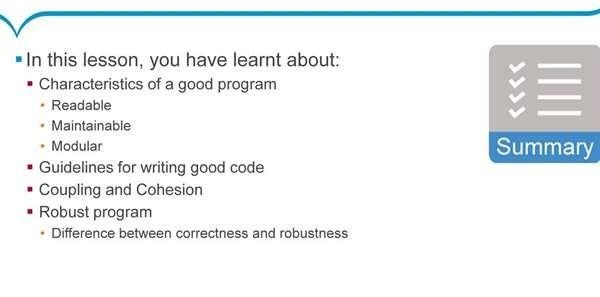 In this lesson, you have learnt about:
Characteristics of a good program
Readable
Maintainable
Modular
Guidelines for writing good code
Coupling and Cohesion
Robust program
Difference between correctness and robustness
Summary